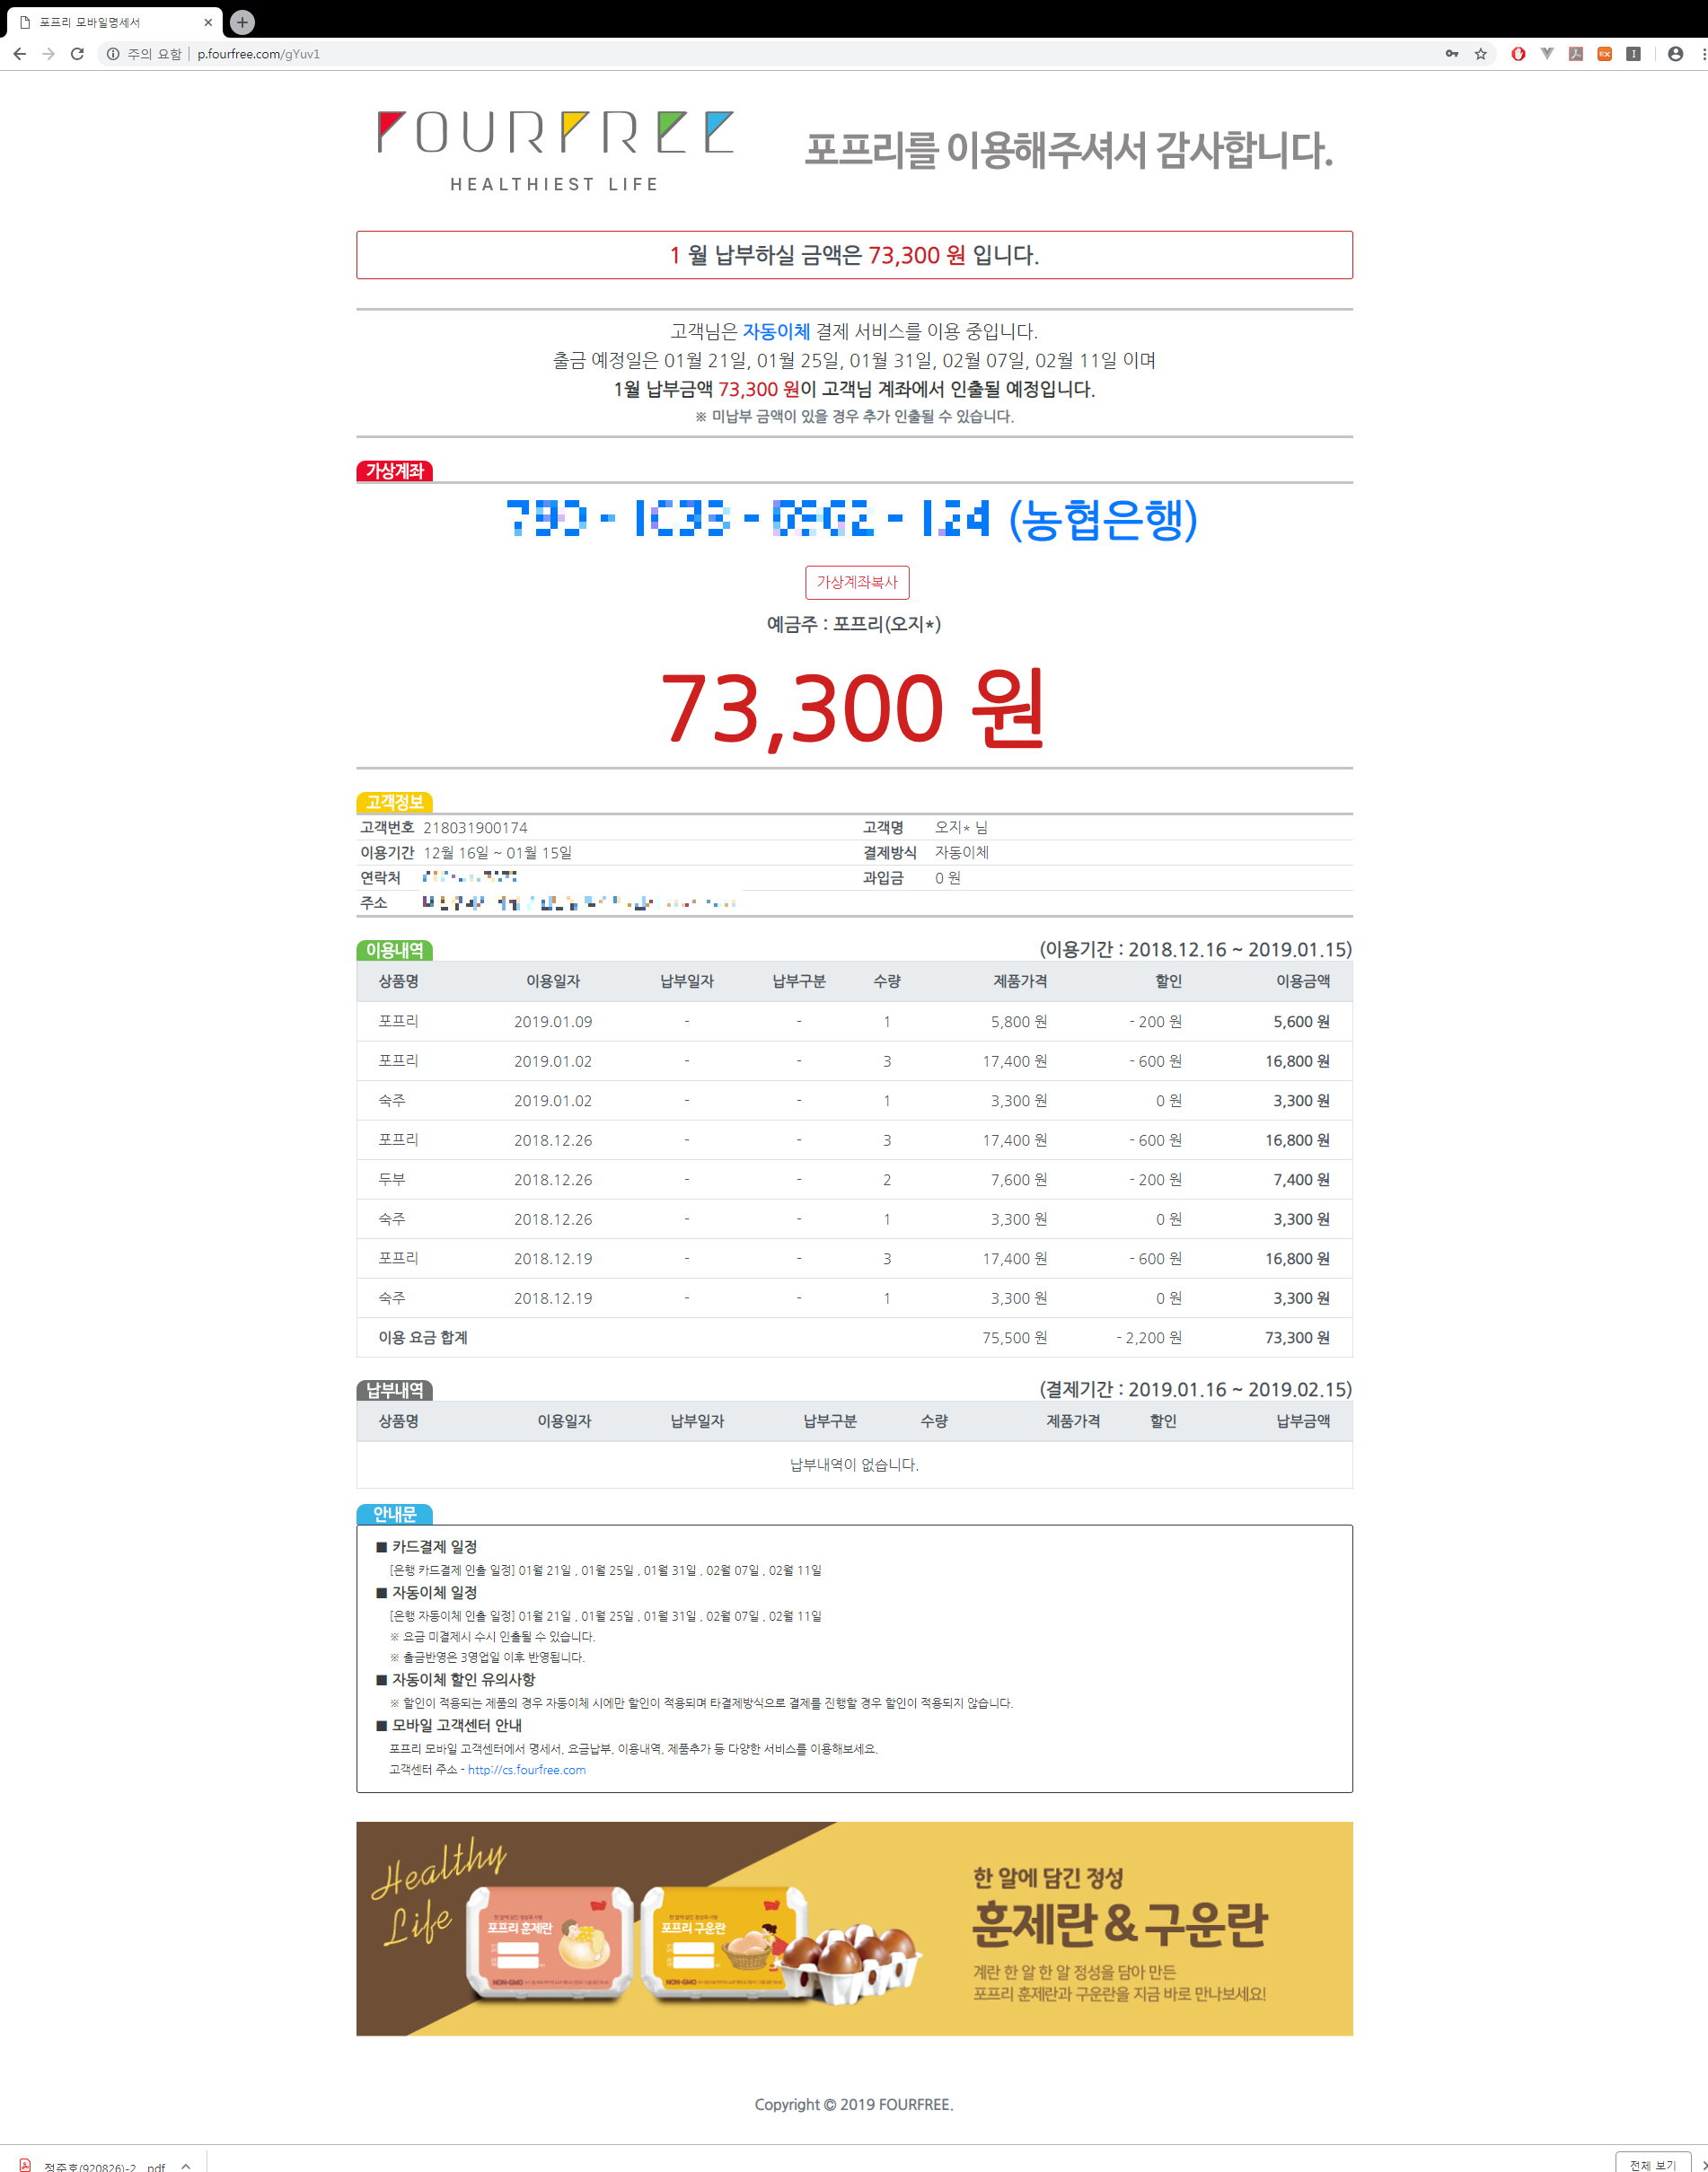 포프리 모바일명세서
주의 요함 | p.fourfree.com/gYuv1
FOURFREE
HEALTHIEST LIFE
포프리를 이용해주셔서 감사합니다.
1 월 납부하실 금액은 73,300 원 입니다.
고객님은 자동이체 결제 서비스를 이용 중입니다.
출금 예정일은 01월 21일, 01월 25일, 01월 31일, 02월 07일, 02월 11일 이며
1월 납부금액 73,300 원이 고객님 계좌에서 인출될 예정입니다.
※ 미납부 금액이 있을 경우 추가 인출될 수 있습니다.
가상계좌
(농협은행)
가상계좌복사
예금주 : 포프리(오지*)
73,300 원
고객정보
고객번호 218031900174 고객명 오지* 님
이용기간 12월 16일 ~ 01월 15일 결제방식 자동이체
연락처 과입금 0 원
주소
이용내역 (이용기간 : 2018.12.16 ~ 2019.01.15)
상품명 이용일자 납부일자 납부구분 수량 제품가격 할인 이용금액
포프리 2019.01.09 - - 1 5,800 원 - 200 원 5,600 원
포프리 2019.01.02 - - 3 17,400 원 - 600 원 16,800 원
숙주 2019.01.02 - - 1 3,300 원 0 원 3,300 원
포프리 2018.12.26 - - 3 17,400 원 - 600 원 16,800 원
두부 2018.12.26 - - 2 7,600 원 - 200 원 7,400 원
숙주 2018.12.26 - - 1 3,300 원 0 원 3,300 원
포프리 2018.12.19 - - 3 17,400 원 - 600 원 16,800 원
숙주 2018.12.19 - - 1 3,300 원 0 원 3,300 원
이용 요금 합계 75,500 원 - 2,200 원 73,300 원
납부내역 (결제기간 : 2019.01.16 ~ 2019.02.15)
상품명 이용일자 납부일자 납부구분 수량 제품가격 할인 납부금액
납부내역이 없습니다.
안내문
■ 카드결제 일정
[은행 카드결제 인출 일정] 01월 21일 , 01월 25일 , 01월 31일 , 02월 07일 , 02월 11일
■ 자동이체 일정
[은행 자동이체 인출 일정] 01월 21일 , 01월 25일 , 01월 31일 , 02월 07일 , 02월 11일
※ 요금 미결제시 수시 인출될 수 있습니다.
※ 출금반영은 3영업일 이후 반영됩니다.
■ 자동이체 할인 유의사항
※ 할인이 적용되는 제품의 경우 자동이체 시에만 할인이 적용되며 타결제방식으로 결제를 진행할 경우 할인이 적용되지 않습니다.
■ 모바일 고객센터 안내
포프리 모바일 고객센터에서 명세서, 요금납부, 이용내역, 제품추가 등 다양한 서비스를 이용해보세요.
고객센터 주소 - http://cs.fourfree.com
Healthy
Life
포프리 훈제란
NON-GMO
포프리 구운란
NON-GMO
한 알에 담긴 정성
훈제란 & 구운란
계란 한 알 한 알 정성을 담아 만든
포프리 훈제란과 구운란을 지금 바로 만나보세요!
Copyright © 2019 FOURFREE.
정준호(920826)-2....pdf
전체 보기